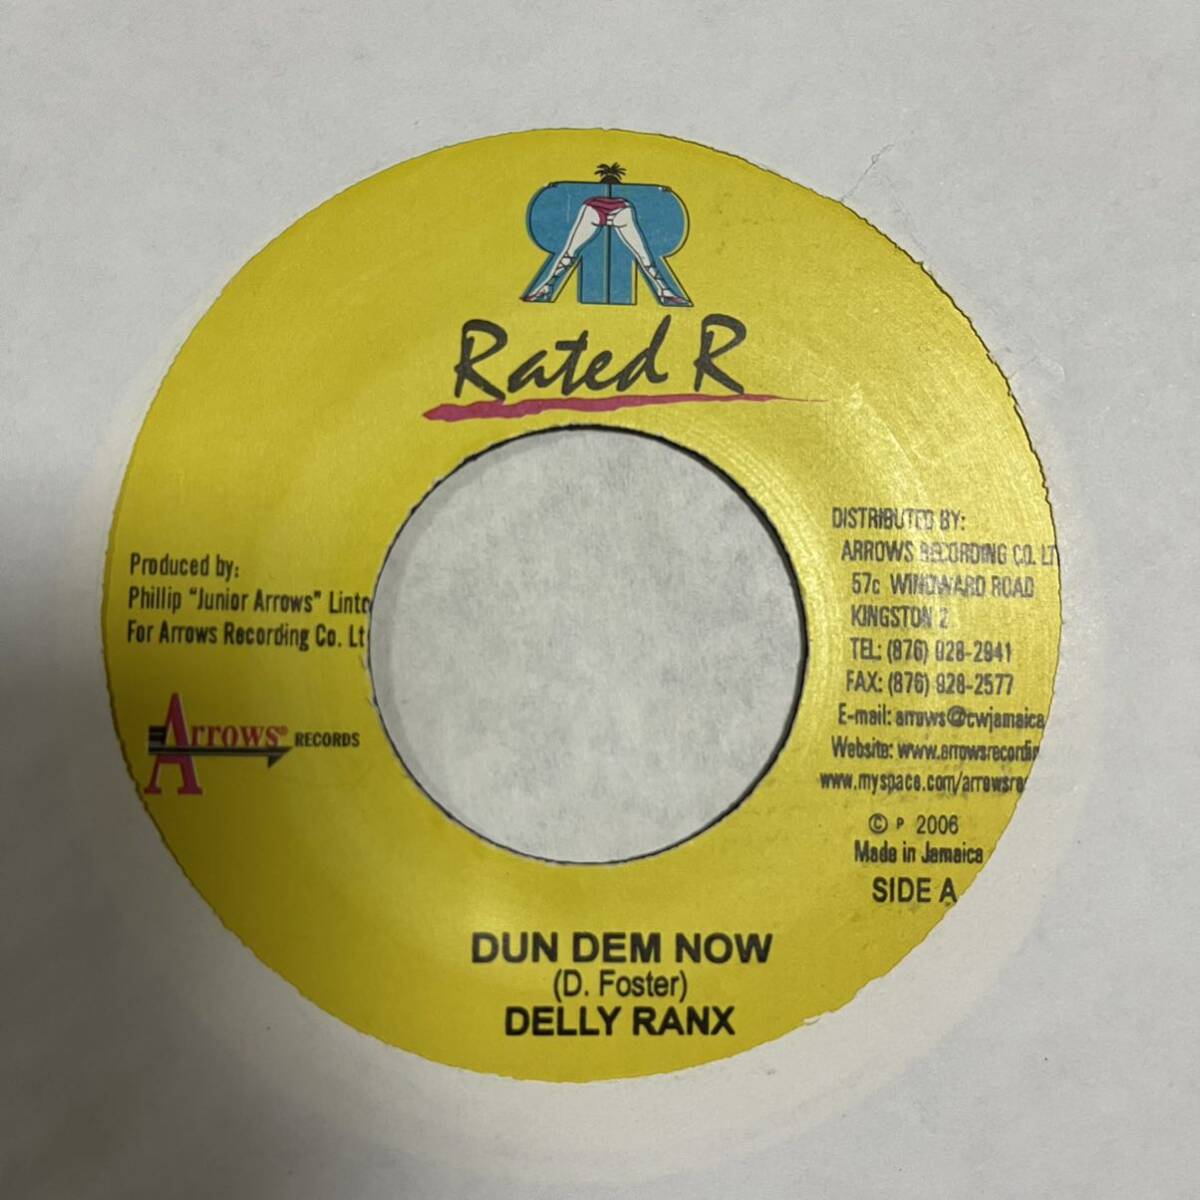 Rated R
Produced by:
Phillip "Junior Arrows" Linto
For Arrows Recording Co. Lt
Arrows RECORDS
DISTRIBUTED BY:
ARROWS RECORDING CO. LT
57c WINDWARD ROAD
KINGSTON 2
TEL: (876) 928-2941
FAX: (876) 928-2577
E-mail: arrows@cwjamaica
Website: www.arrowsrecordin
www.myspace.com/arrowsre
© P 2006
Made in Jamaica
SIDE A
DUN DEM NOW
(D. Foster)
DELLY RANX